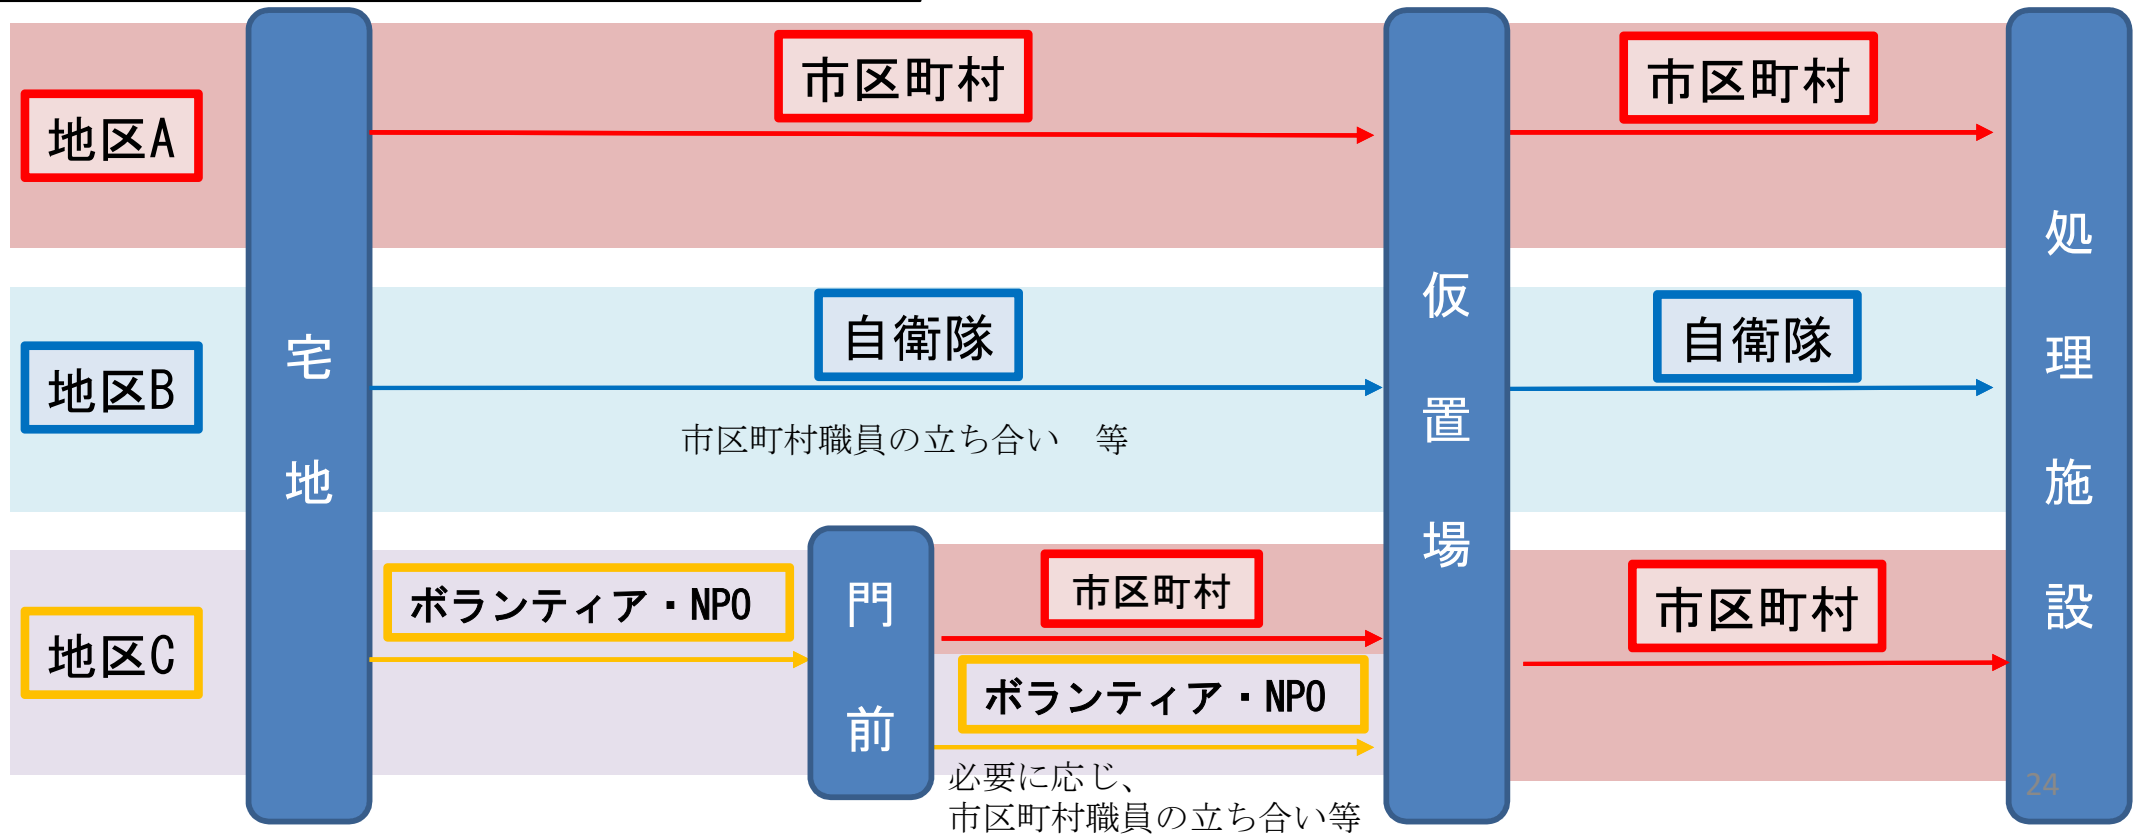 市区町村
市区町村
地区A
宅地
仮置場
処理施設
自衛隊
自衛隊
地区B
市区町村職員の立ち合い　等
ボランティア・NPO
門前
市区町村
市区町村
地区C
ボランティア・NPO
必要に応じ、
市区町村職員の立ち合い等
24